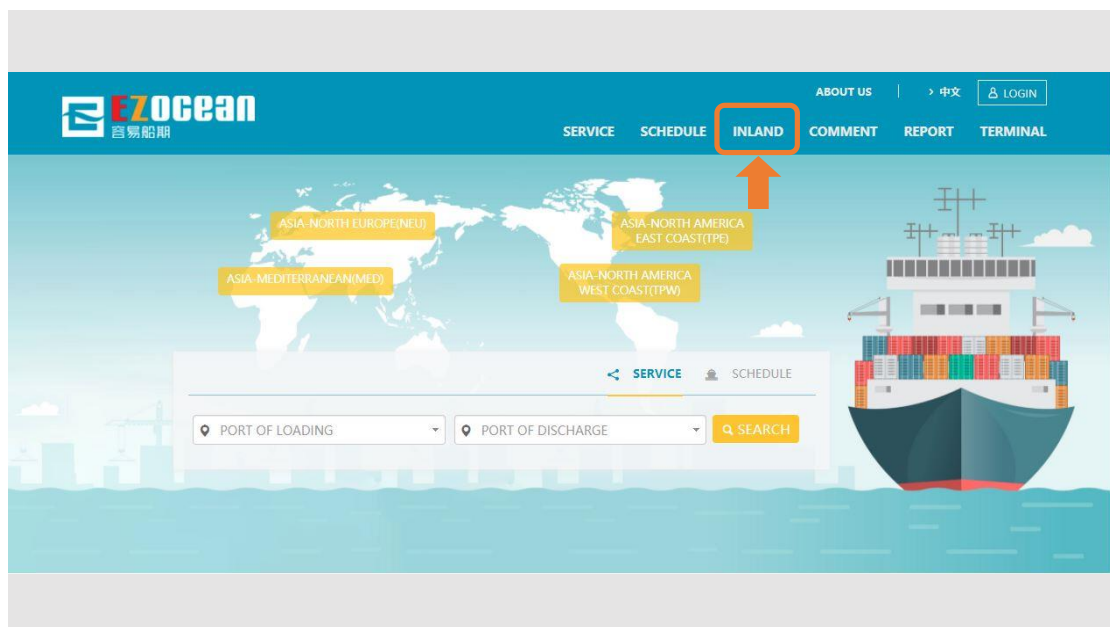 EZOCEAN
容易船期
ABOUT US
> 中文
LOGIN
SERVICE
SCHEDULE
INLAND
COMMENT
REPORT
TERMINAL
ASIA-NORTH EUROPE(NEU)
ASIA-NORTH AMERICA
EAST COAST(TPE)
ASIA-MEDITERRANEAN(MED)
ASIA-NORTH AMERICA
WEST COAST(TPW)
SERVICE
SCHEDULE
PORT OF LOADING
PORT OF DISCHARGE
SEARCH